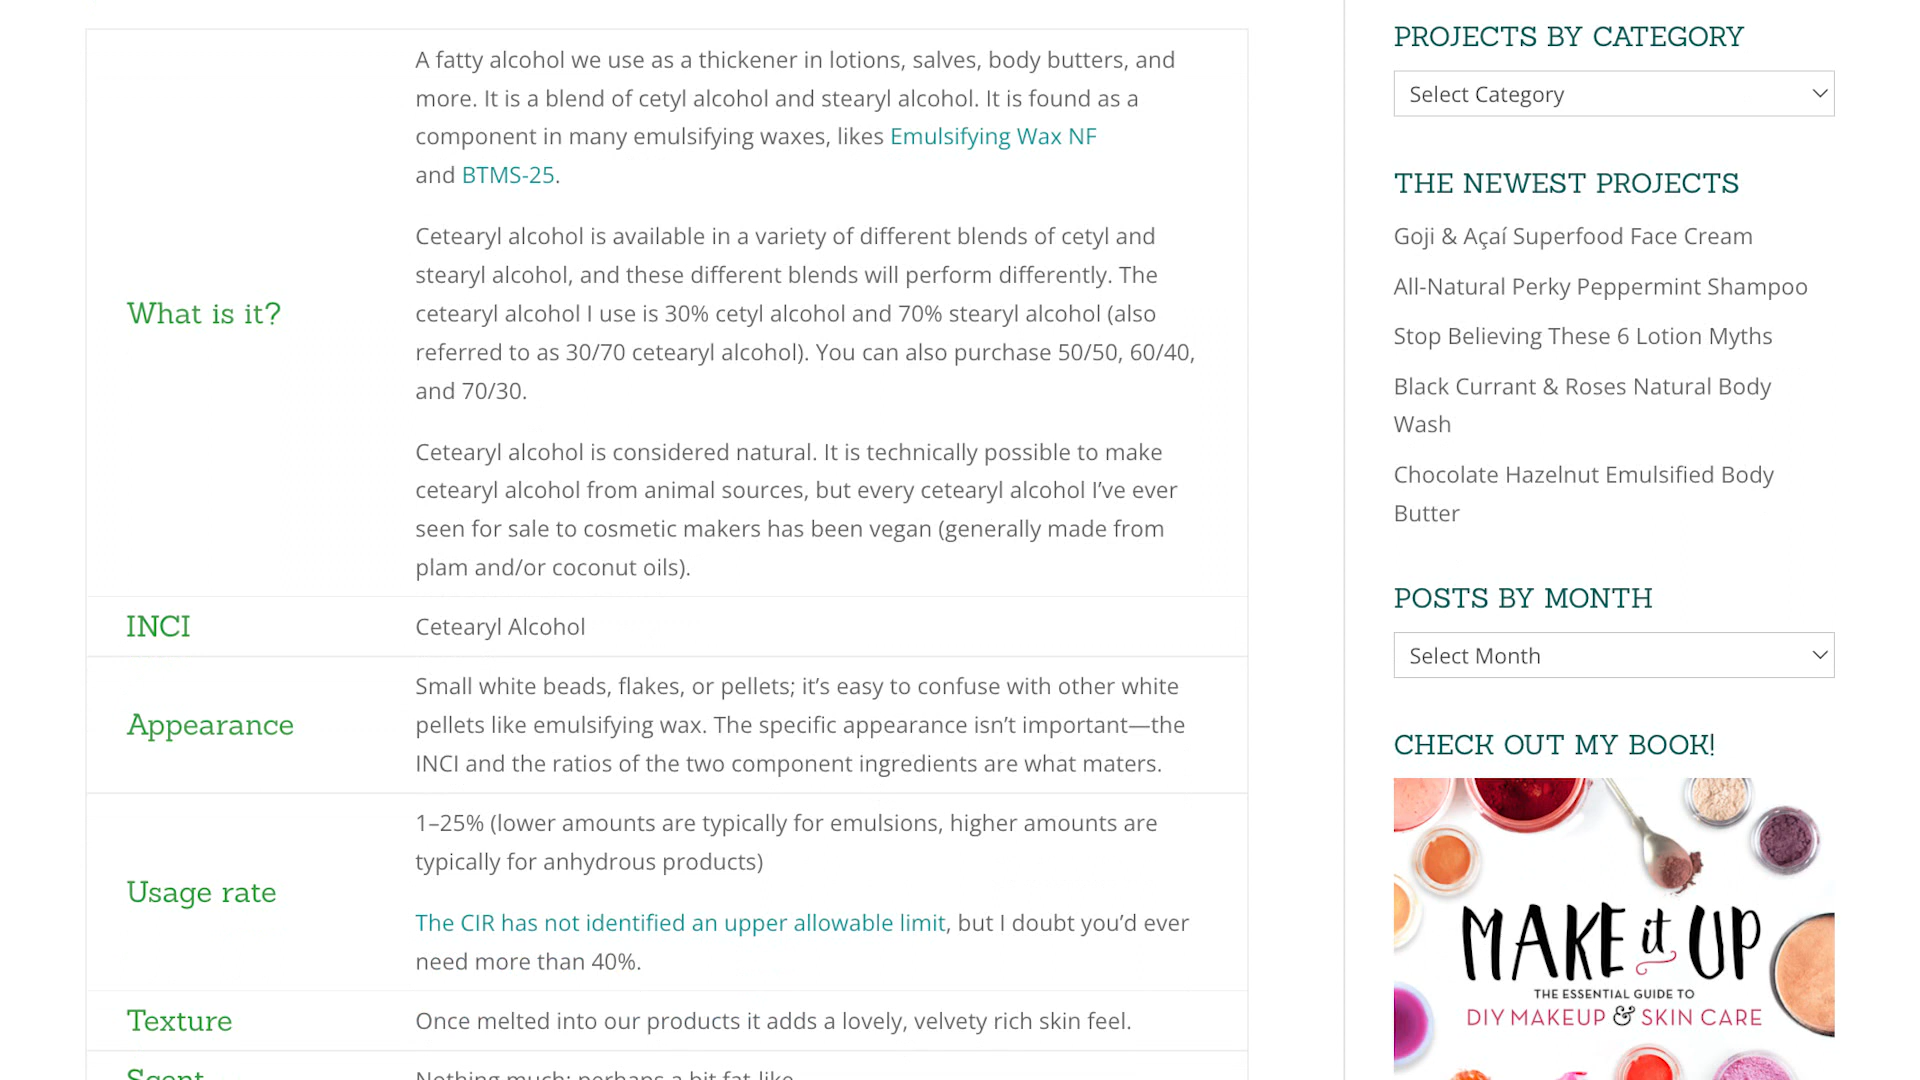 A fatty alcohol we use as a thickener in lotions, salves, body butters, and
more. It is a blend of cetyl alcohol and stearyl alcohol. It is found as a
component in many emulsifying waxes, likes Emulsifying Wax NF
and BTMS-25.
What is it?
Cetearyl alcohol is available in a variety of different blends of cetyl and
stearyl alcohol, and these different blends will perform differently. The
cetearyl alcohol I use is 30% cetyl alcohol and 70% stearyl alcohol (also
referred to as 30/70 cetearyl alcohol). You can also purchase 50/50, 60/40,
and 70/30.
Cetearyl alcohol is considered natural. It is technically possible to make
cetearyl alcohol from animal sources, but every cetearyl alcohol I’ve ever
seen for sale to cosmetic makers has been vegan (generally made from
plam and/or coconut oils).
INCI
Cetearyl Alcohol
Appearance
Small white beads, flakes, or pellets; it’s easy to confuse with other white
pellets like emulsifying wax. The specific appearance isn’t important—the
INCI and the ratios of the two component ingredients are what maters.
Usage rate
1–25% (lower amounts are typically for emulsions, higher amounts are
typically for anhydrous products)
The CIR has not identified an upper allowable limit, but I doubt you’d ever
need more than 40%.
Texture
Once melted into our products it adds a lovely, velvety rich skin feel.
Scent
Nothing much; perhaps a bit fat-like.
PROJECTS BY CATEGORY
Select Category
THE NEWEST PROJECTS
Goji & Açaí Superfood Face Cream
All-Natural Perky Peppermint Shampoo
Stop Believing These 6 Lotion Myths
Black Currant & Roses Natural Body
Wash
Chocolate Hazelnut Emulsified Body
Butter
POSTS BY MONTH
Select Month
CHECK OUT MY BOOK!
MAKE it UP
THE ESSENTIAL GUIDE TO
DIY MAKEUP & SKIN CARE